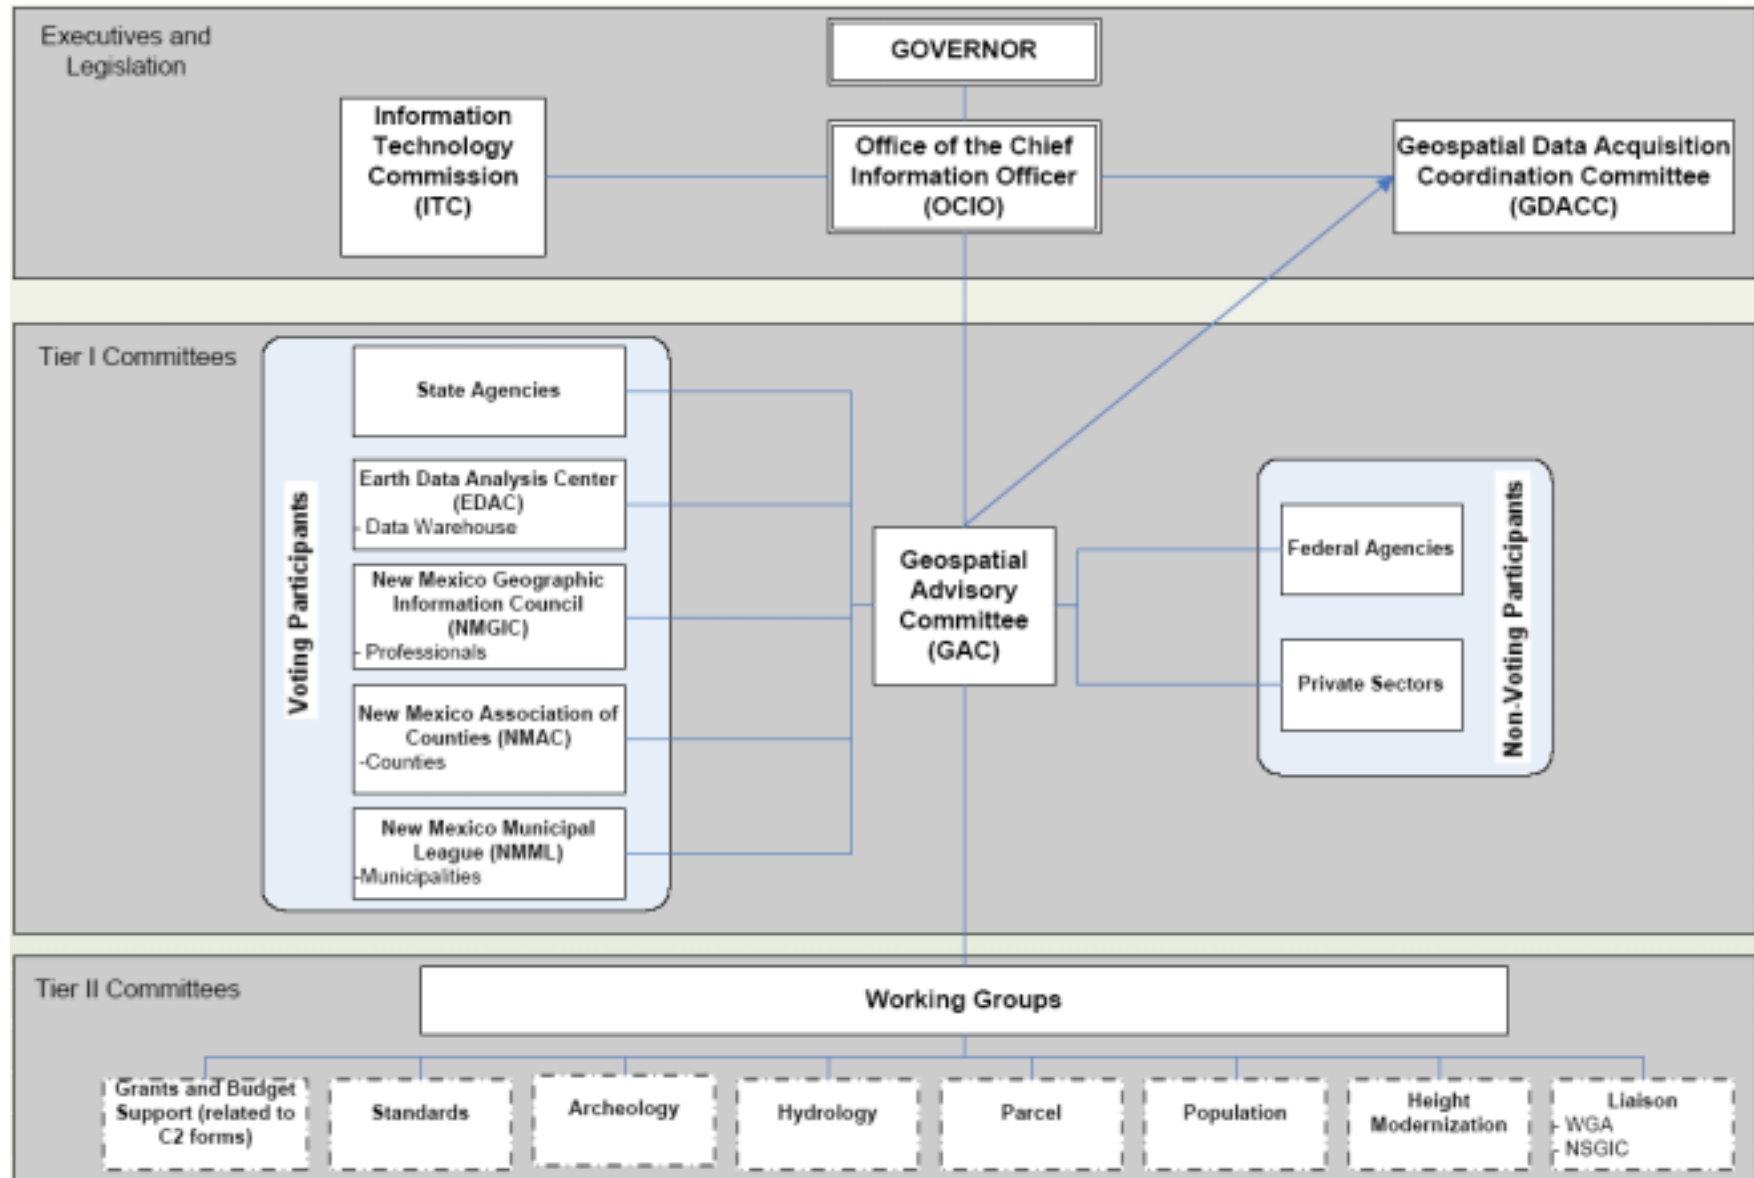 Executives and
Legislation
GOVERNOR
Information
Technology
Commission
(ITC)
Office of the Chief
Information Officer
(OCIO)
Geospatial Data Acquisition
Coordination Committee
(GDACC)
Tier I Committees
Voting Participants
State Agencies
Earth Data Analysis Center
(EDAC)
- Data Warehouse
New Mexico Geographic
Information Council
(NMGIC)
- Professionals
New Mexico Association of
Counties (NMAC)
-Counties
New Mexico Municipal
League (NMML)
-Municipalities
Geospatial
Advisory
Committee
(GAC)
Federal Agencies
Private Sectors
Non-Voting Participants
Tier II Committees
Working Groups
Grants and Budget
Support (related to
C2 forms)
Standards
Archeology
Hydrology
Parcel
Population
Height
Modernization
Liaison
- WGA
- NSGIC